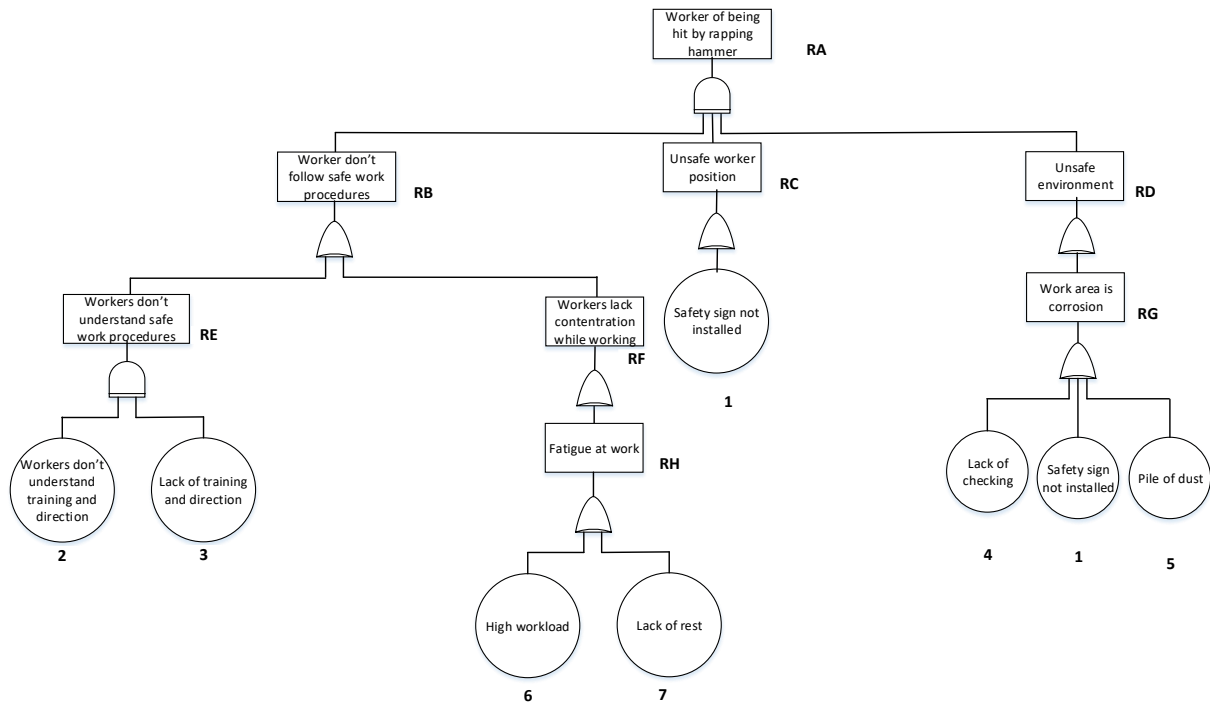 Worker of being
hit by rapping
hammer
RA
Worker don't
follow safe work
procedures
RB
Unsafe worker
position
RC
Unsafe
environment
RD
Workers don't
understand safe
work procedures
RE
Workers lack
contentration
while working
RF
Safety sign not
installed
1
Work area is
corrosion
RG
Fatigue at work
RH
Workers don't
understand
training and
direction
2
Lack of training
and direction
3
Lack of
checking
4
Safety sign
not installed
1
Pile of dust
5
High workload
6
Lack of rest
7